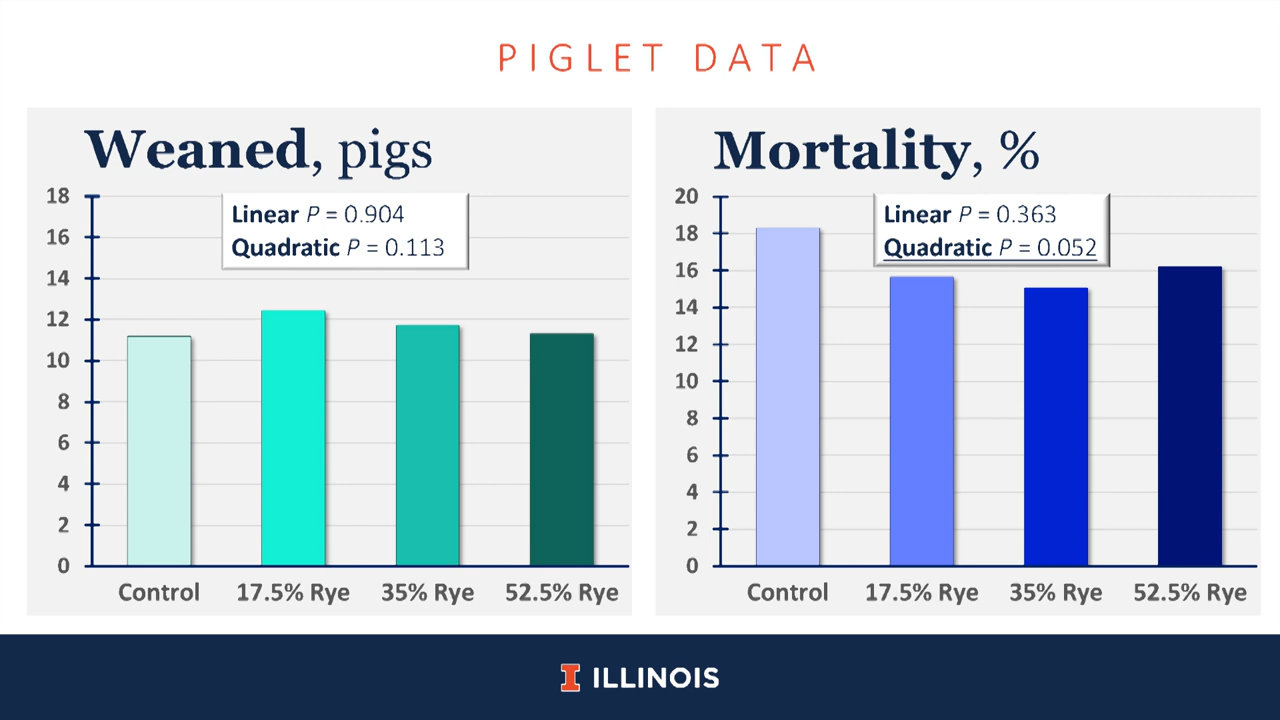 PIGLET DATA
Weaned, pigs
18
16
14
12
10
8
6
4
2
0
Linear P = 0.904
Quadratic P = 0.113
Control 17.5% Rye 35% Rye 52.5% Rye
Mortality, %
20
18
16
14
12
10
8
6
4
2
0
Linear P = 0.363
Quadratic P = 0.052
Control 17.5% Rye 35% Rye 52.5% Rye
I ILLINOIS